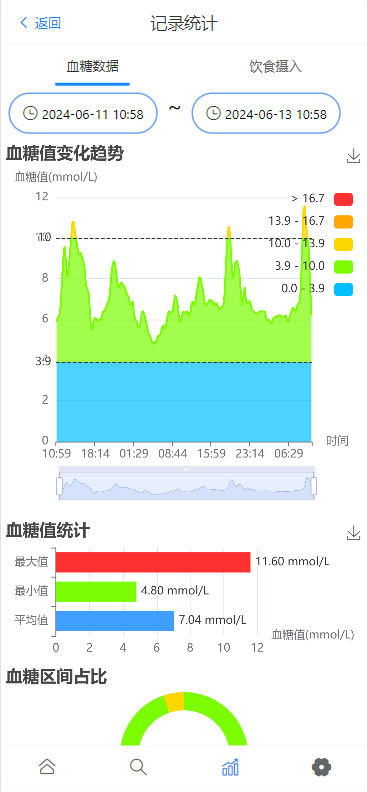 返回
记录统计
血糖数据
饮食摄入
2024-06-11 10:58
~
2024-06-13 10:58
血糖值变化趋势
血糖值(mmol/L)
12
> 16.7
13.9 - 16.7
10
10.0 - 13.9
8
3.9 - 10.0
0.0 - 3.9
6
3.9
2
0
10:59 18:14 01:29 08:44 15:59 23:14 06:29
时间
血糖值统计
最大值 11.60 mmol/L
最小值 4.80 mmol/L
平均值 7.04 mmol/L
血糖值(mmol/L)
0 2 4 6 8 10 12
血糖区间占比